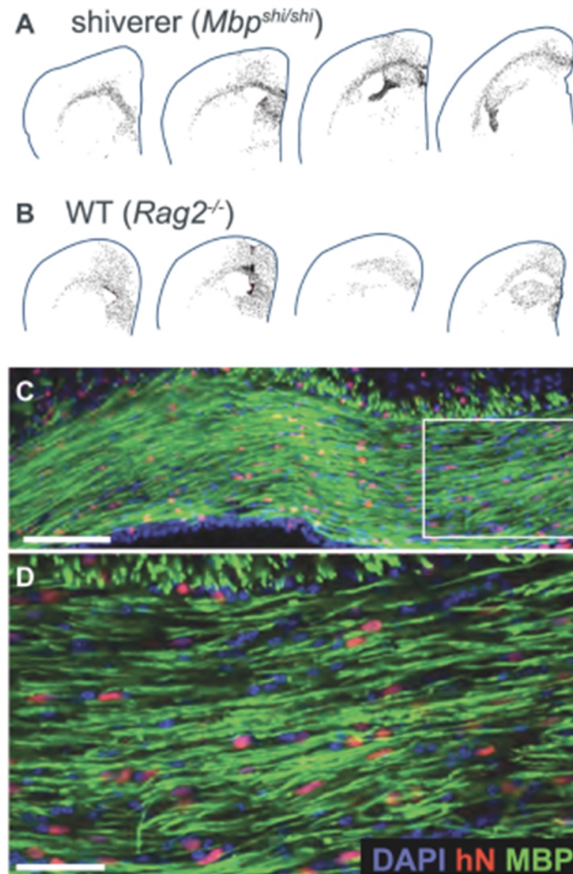 A shiverer (Mbpshi/shi)
B WT (Rag2-/-)
C
D
DAPI hN MBP